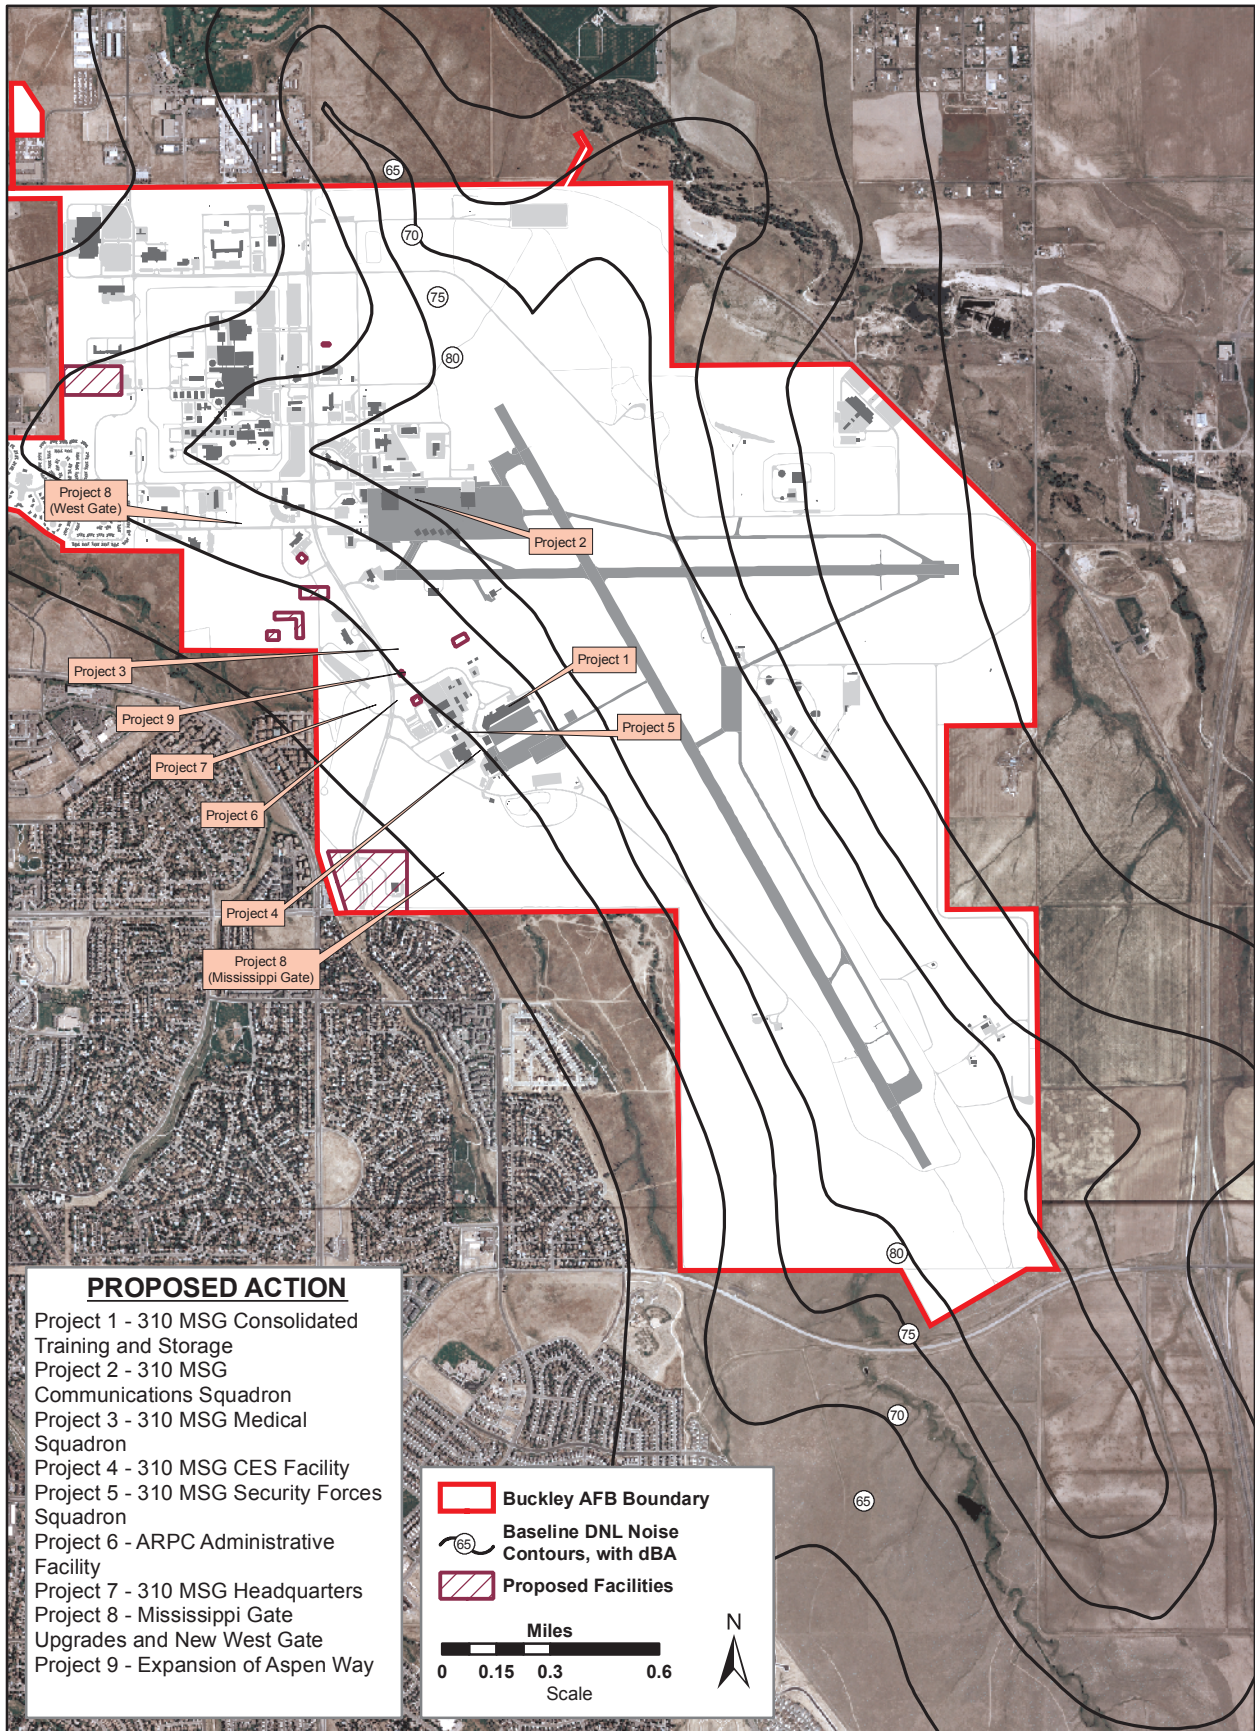 65
70
75
80
Project 8
(West Gate)
Project 2
Project 3
Project 1
Project 9
Project 5
Project 7
Project 6
Project 4
Project 8
(Mississippi Gate)
80
75
70
65
PROPOSED ACTION
Project 1 - 310 MSG Consolidated
Training and Storage
Project 2 - 310 MSG
Communications Squadron
Project 3 - 310 MSG Medical
Squadron
Project 4 - 310 MSG CES Facility
Project 5 - 310 MSG Security Forces
Squadron
Project 6 - ARPC Administrative
Facility
Project 7 - 310 MSG Headquarters
Project 8 - Mississippi Gate
Upgrades and New West Gate
Project 9 - Expansion of Aspen Way
Buckley AFB Boundary
65
Baseline DNL Noise
Contours, with dBA
Proposed Facilities
Miles
0 0.15 0.3 0.6
Scale
N